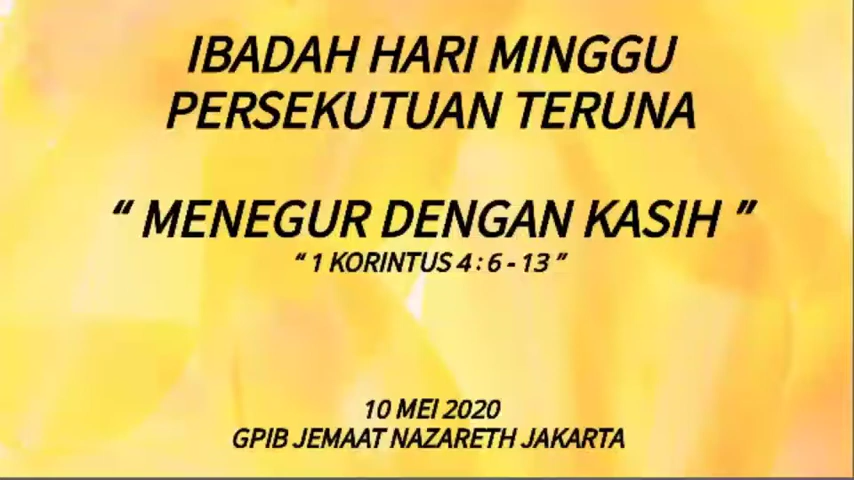 IBADAH HARI MINGGU
PERSEKUTUAN TERUNA
“ MENEGUR DENGAN KASIH ”
“ 1 KORINTUS 4 : 6 - 13 ”
10 MEI 2020
GPIB JEMAAT NAZARETH JAKARTA